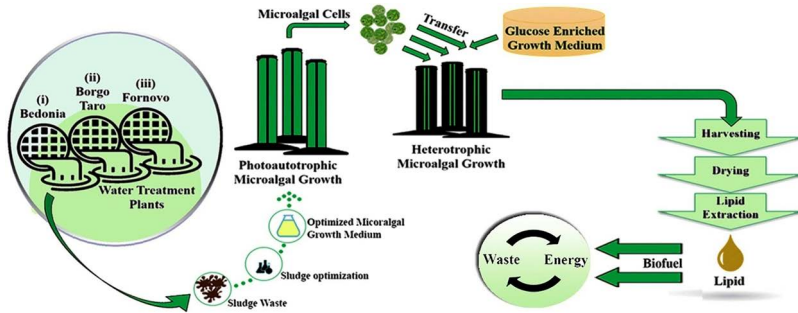 Microalgal Cells
Transfer
Glucose Enriched
Growth Medium
(i)
Bedonia
(ii)
Borgo
Taro
(iii)
Fornovo
Water Treatment
Plants
Photoautotrophic
Microalgal Growth
Heterotrophic
Microalgal Growth
Harvesting
Drying
Lipid
Extraction
Lipid
Biofuel
Waste
Energy
Optimized Micoralgal
Growth Medium
Sludge optimization
Sludge Waste